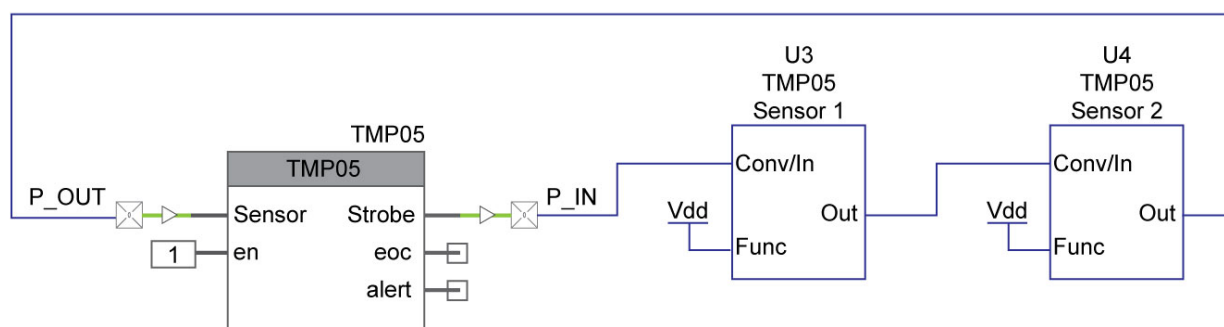 U3
TMP05
Sensor 1
U4
TMP05
Sensor 2
TMP05
TMP05
P_OUT
Sensor
Strobe
P_IN
1
en
eoc
alert
Conv/In
Out
Vdd
Func
Conv/In
Out
Vdd
Func